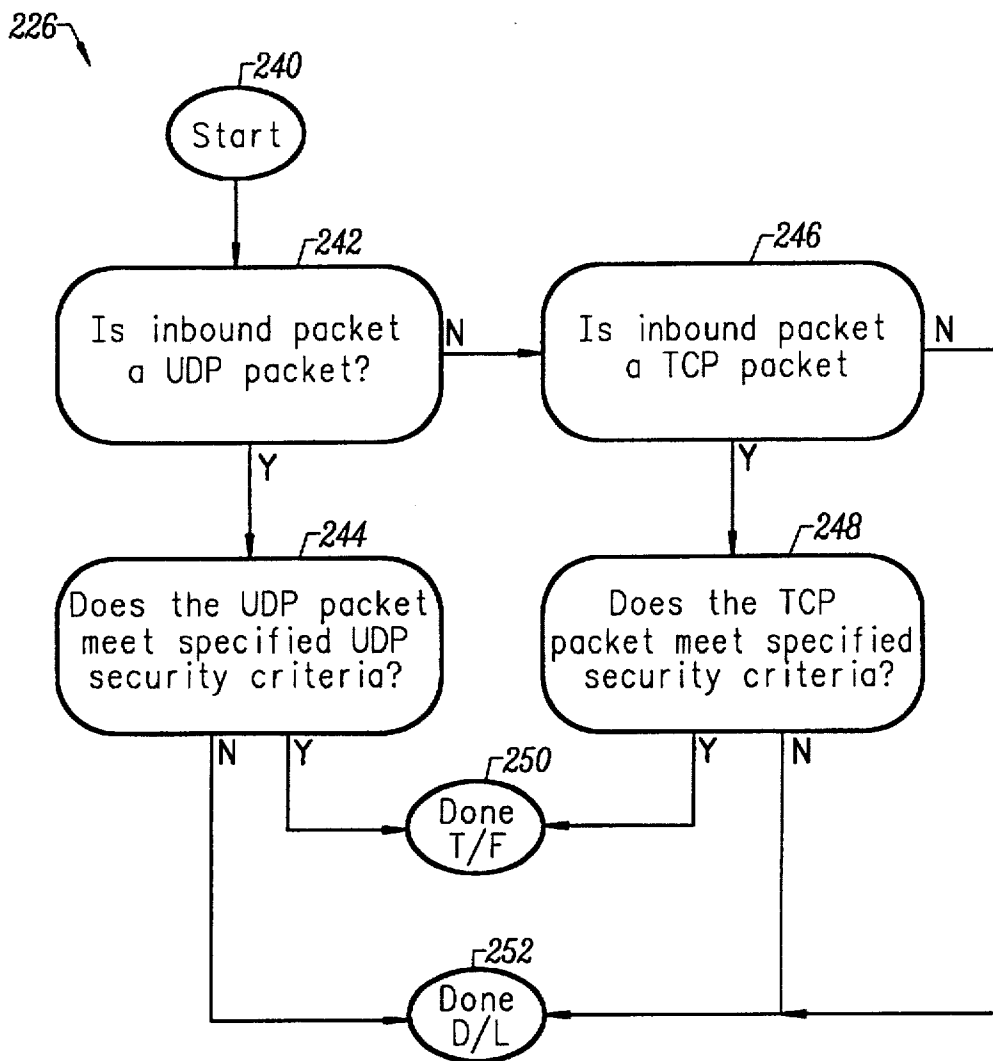 226
240
Start
242
Is inbound packet
a UDP packet?
N
Y
246
Is inbound packet
a TCP packet
N
Y
244
Does the UDP packet
meet specified UDP
security criteria?
N
Y
248
Does the TCP
packet meet specified
security criteria?
Y
N
250
Done
T/F
252
Done
D/L